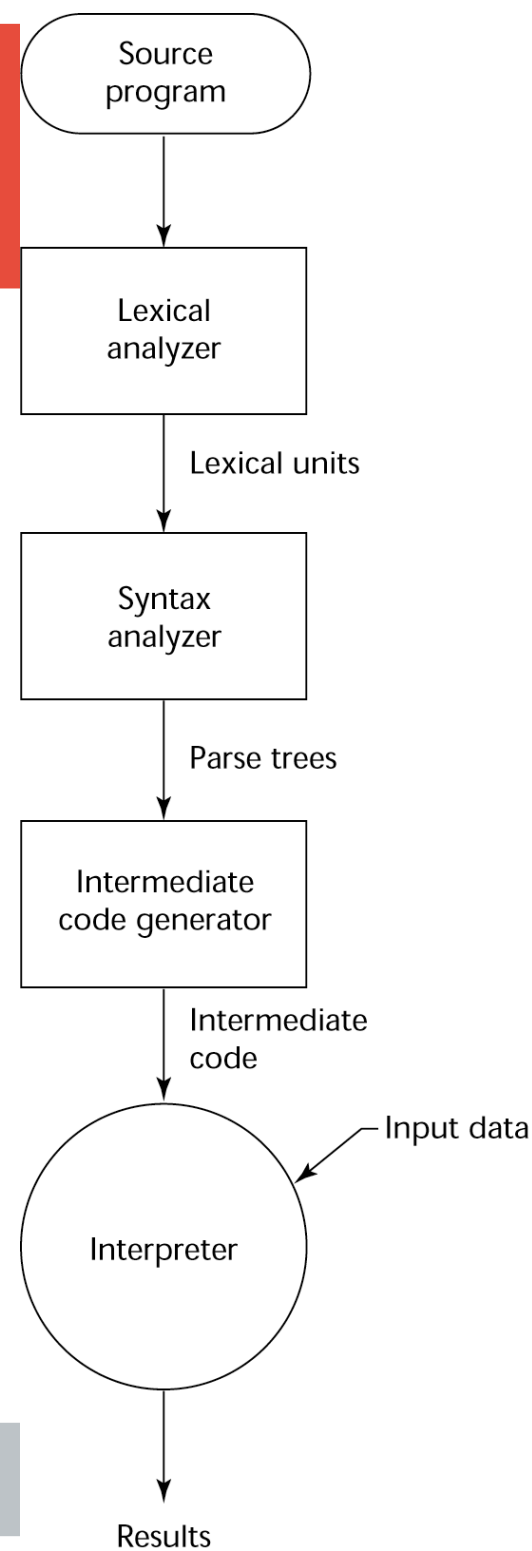 Source
program
Lexical
analyzer
Lexical units
Syntax
analyzer
Parse trees
Intermediate
code generator
Intermediate
code
Input data
Interpreter
Results